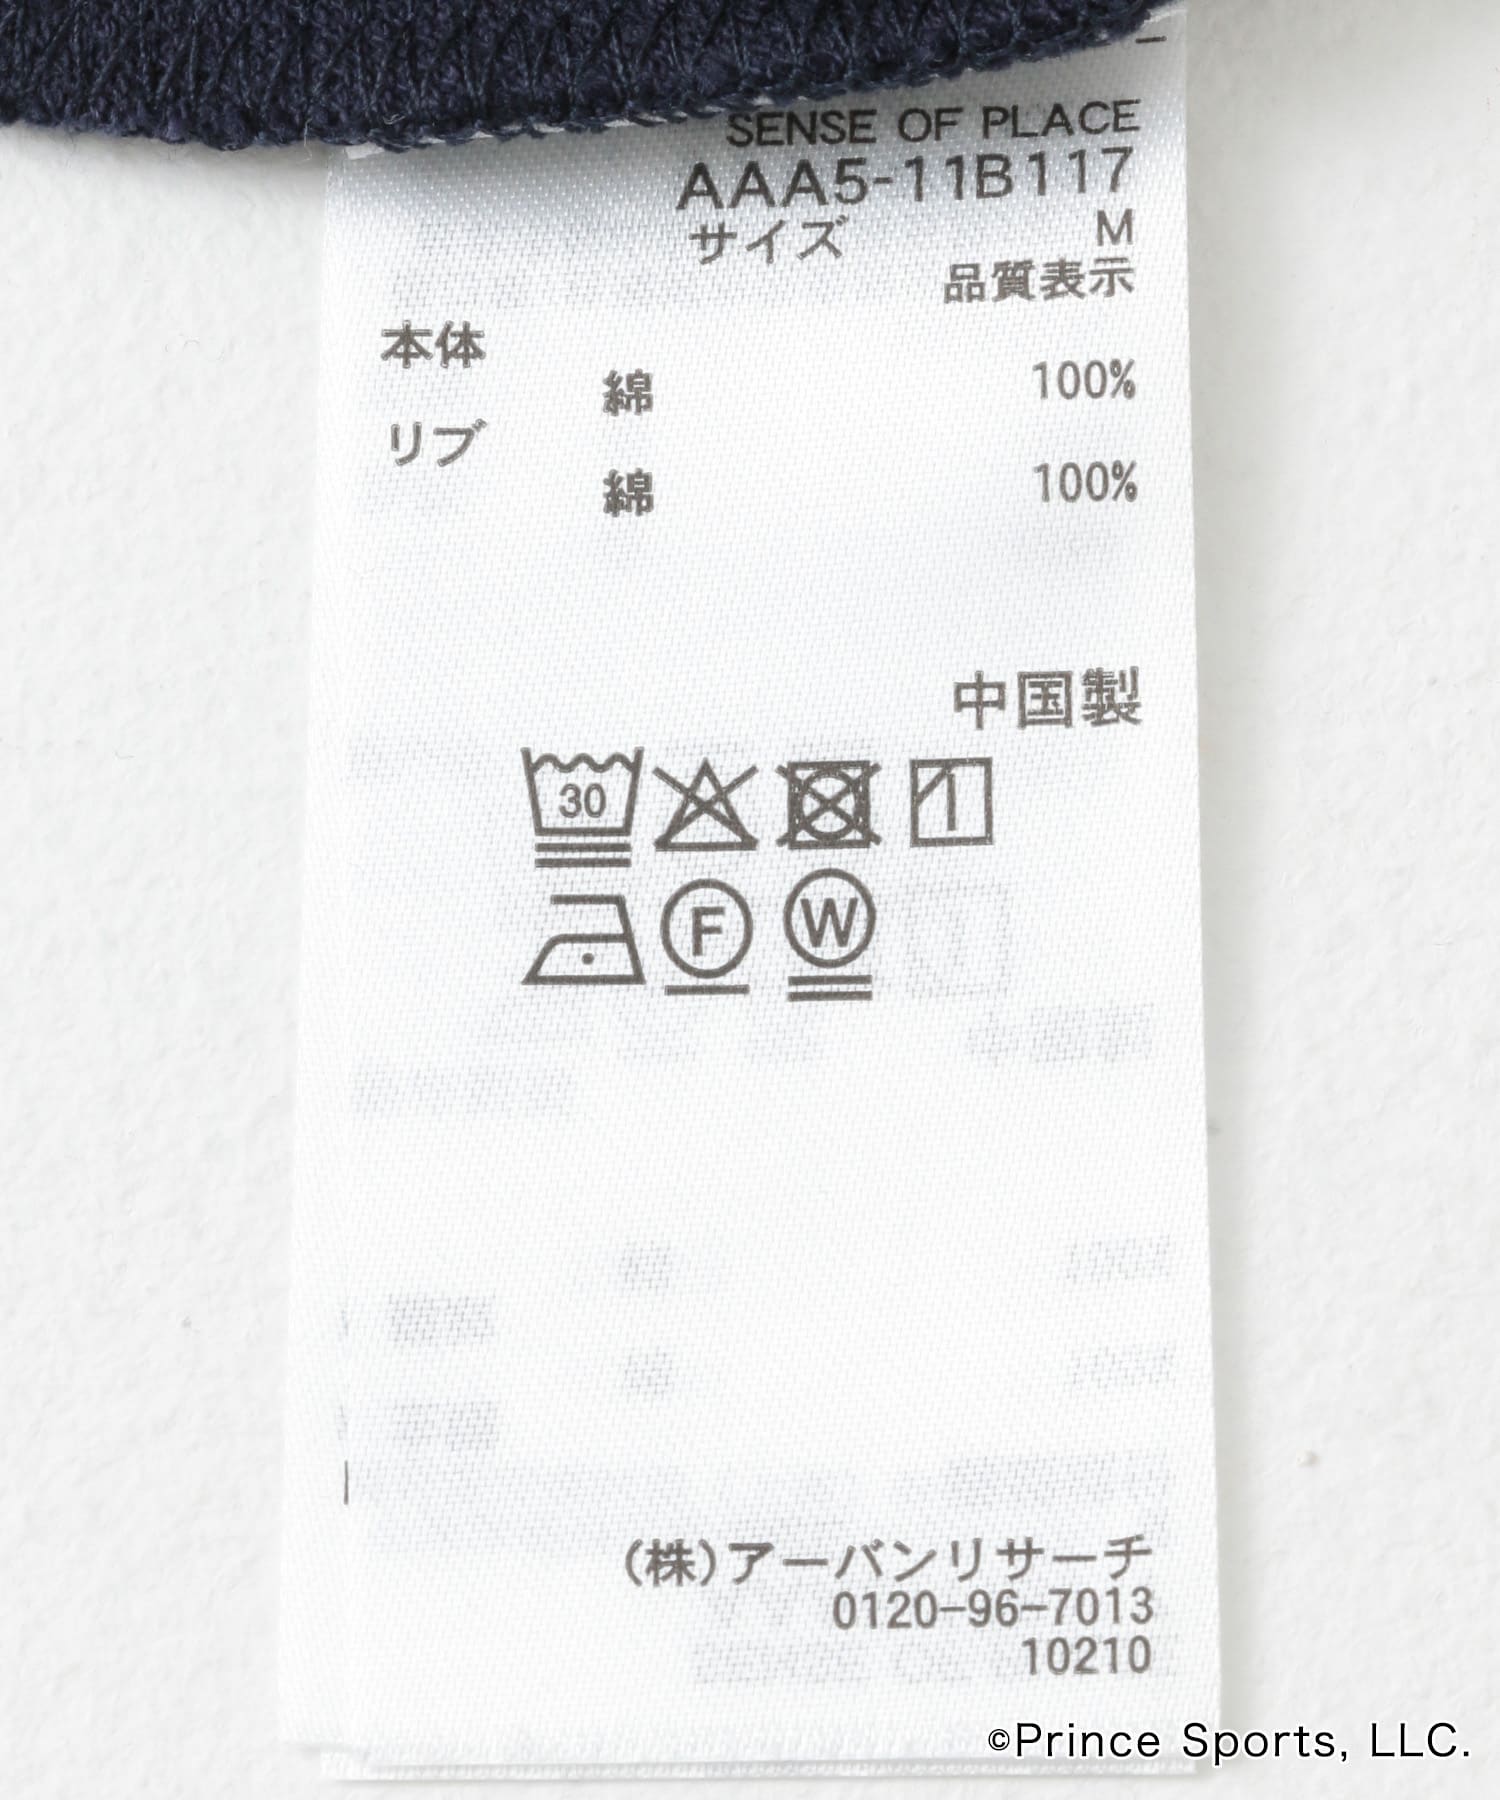 SENSE OF PLACE
AAA5-11B117
サイズ M
品質表示
本体
綿 100%
リブ
綿 100%
中国製
30
F W
(株)アーバンリサーチ
0120-96-7013
10210
©Prince Sports, LLC.